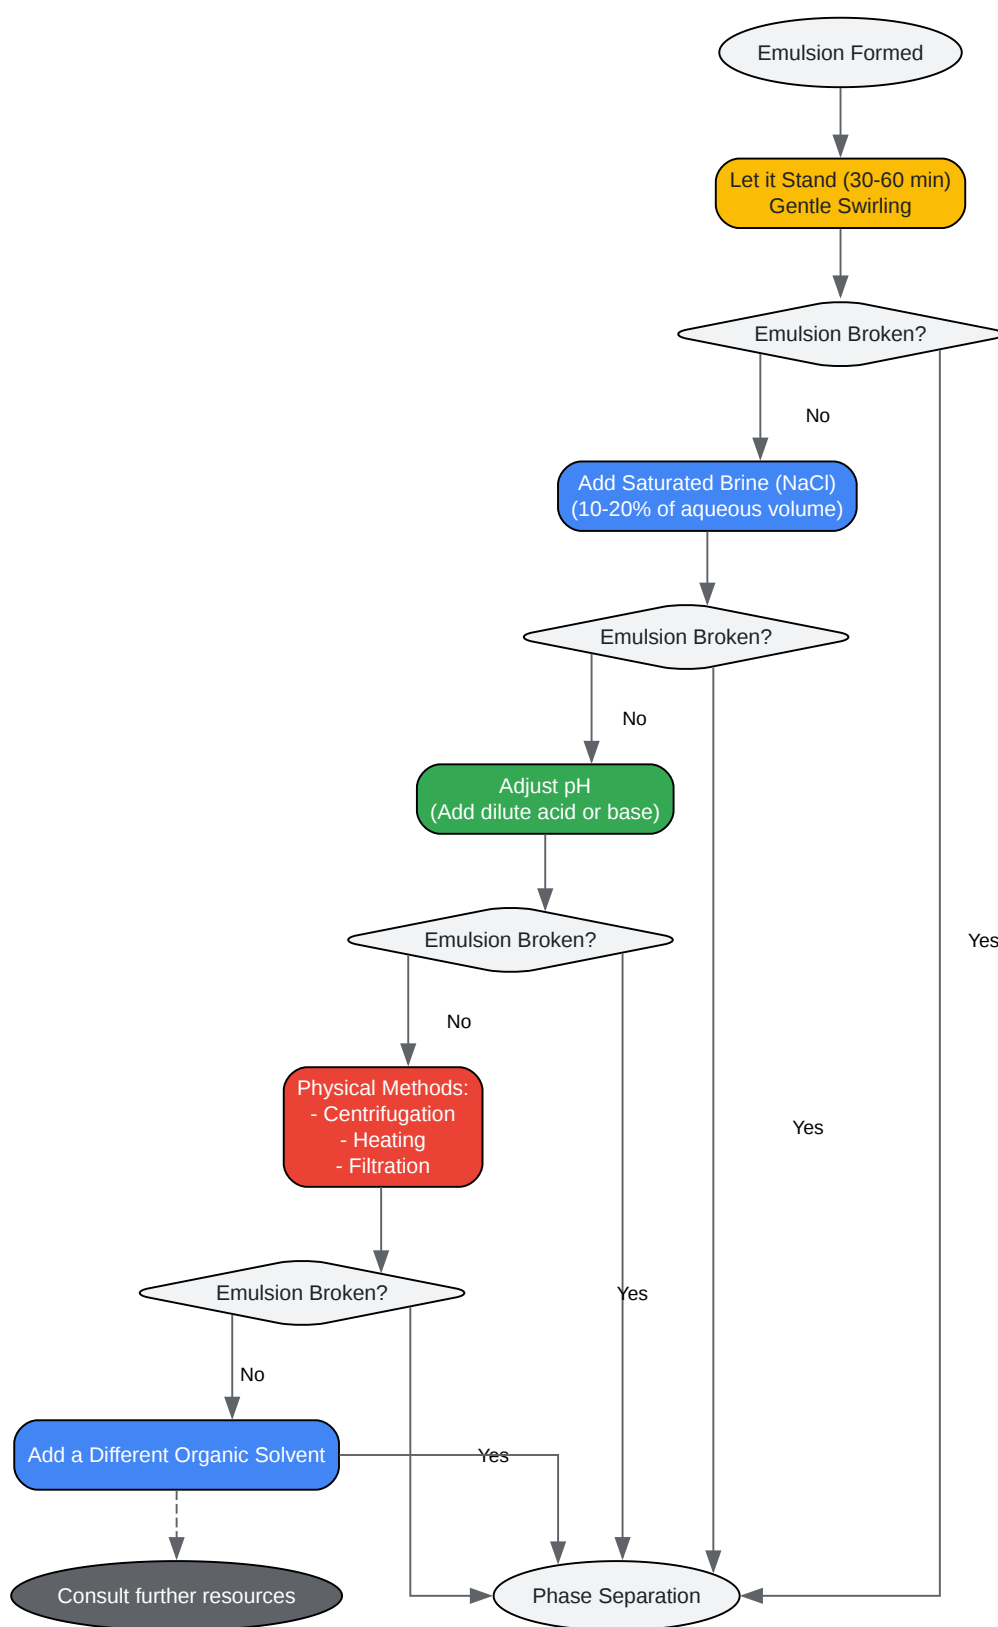 Emulsion Formed
Let it Stand (30-60 min)
Gentle Swirling
Emulsion Broken?
No
Add Saturated Brine (NaCl)
(10-20% of aqueous volume)
Emulsion Broken?
No
Adjust pH
(Add dilute acid or base)
Emulsion Broken?
Yes
No
Physical Methods:
- Centrifugation
- Heating
- Filtration
Yes
Emulsion Broken?
Yes
No
Add a Different Organic Solvent
Yes
Consult further resources
Phase Separation